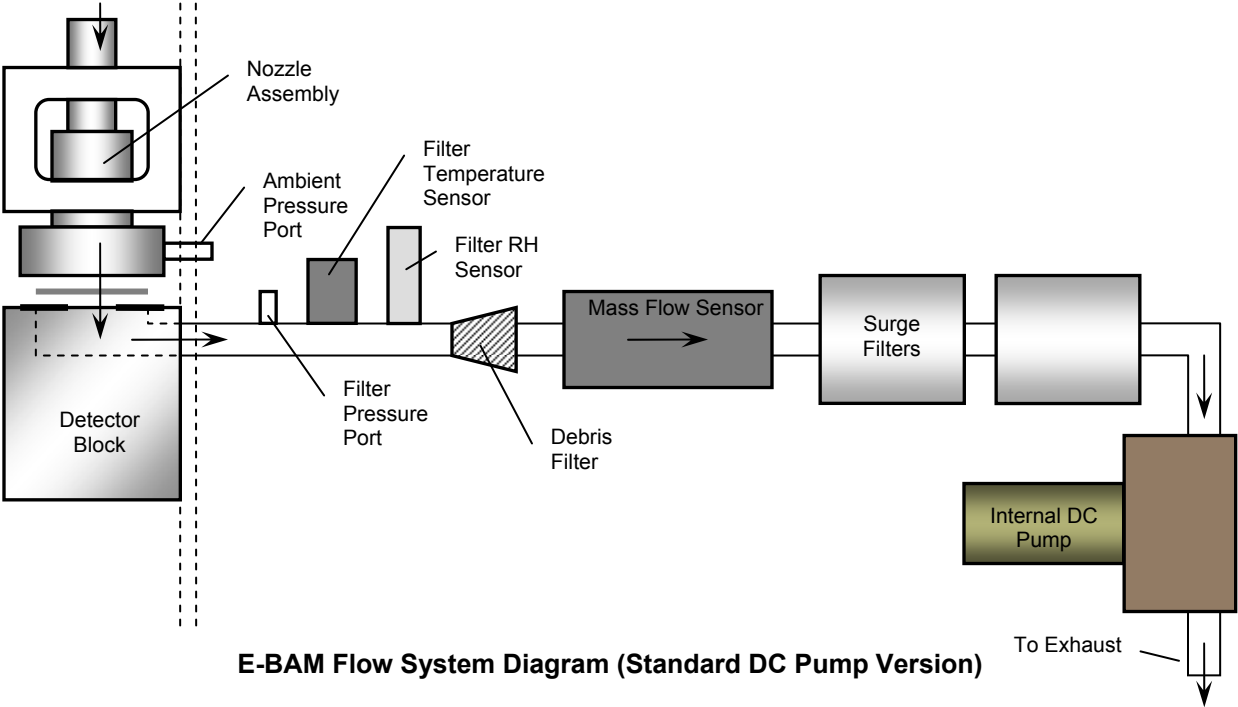 Nozzle
Assembly
Filter
Temperature
Sensor
Ambient
Pressure
Port
Filter RH
Sensor
Mass Flow Sensor
Surge
Filters
Filter
Pressure
Port
Detector
Block
Debris
Filter
Internal DC
Pump
To Exhaust
E-BAM Flow System Diagram (Standard DC Pump Version)